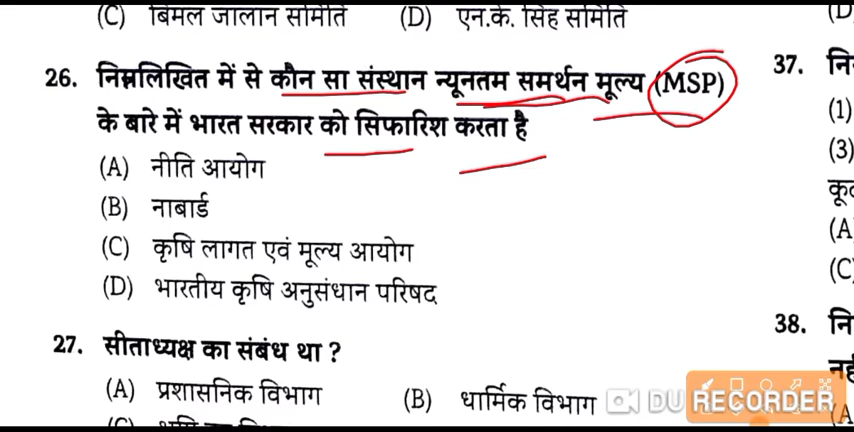 (C) बिमल जालान समिति (D) एन.के. सिंह समिति
26. निम्नलिखित में से कौन सा संस्थान न्यूनतम समर्थन मूल्य (MSP)
के बारे में भारत सरकार को सिफारिश करता है
(A) नीति आयोग
(B) नाबार्ड
(C) कृषि लागत एवं मूल्य आयोग
(D) भारतीय कृषि अनुसंधान परिषद
27. सीताध्यक्ष का संबंध था ?
(A) प्रशासनिक विभाग (B) धार्मिक विभाग
(D
37. नि
(1)
(3)
(A
(C)
38. नि
(A
DU RECORDER